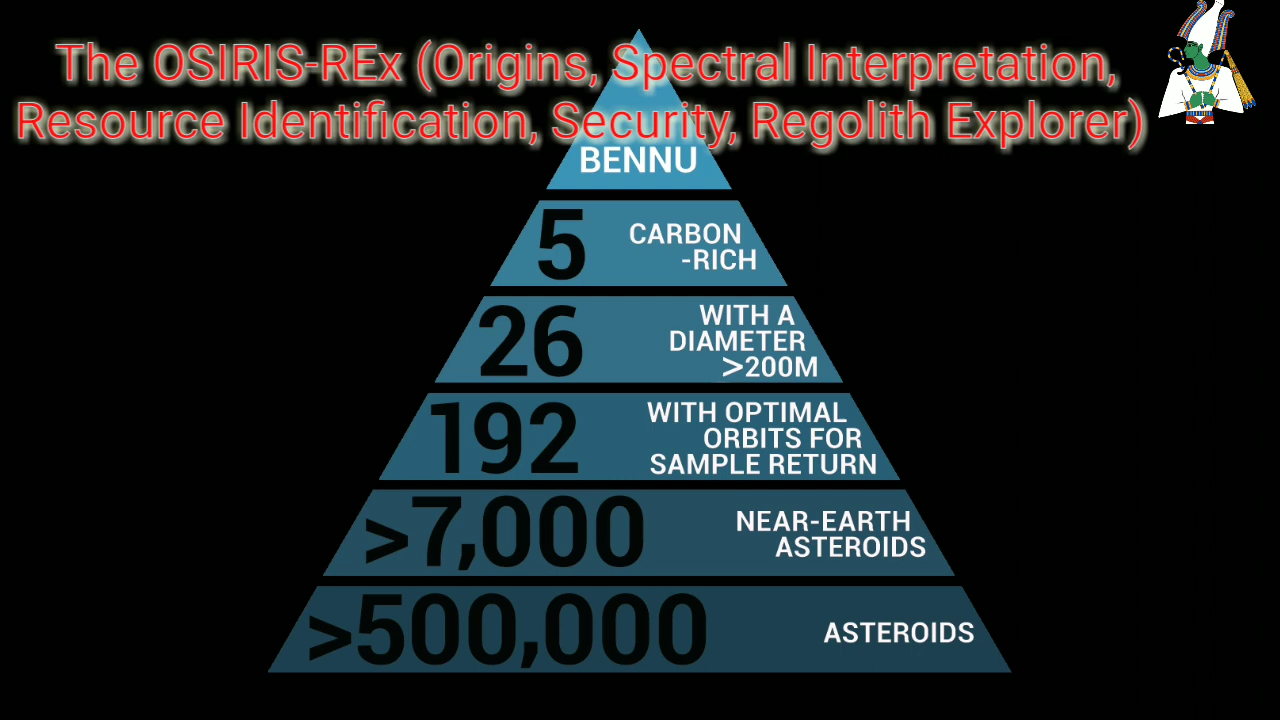 The OSIRIS-REx (Origins, Spectral Interpretation,
Resource Identification, Security, Regolith Explorer)
BENNU
5
CARBON
-RICH
26
WITH A
DIAMETER
>200M
192
WITH OPTIMAL
ORBITS FOR
SAMPLE RETURN
>7,000
NEAR-EARTH
ASTEROIDS
>500,000
ASTEROIDS